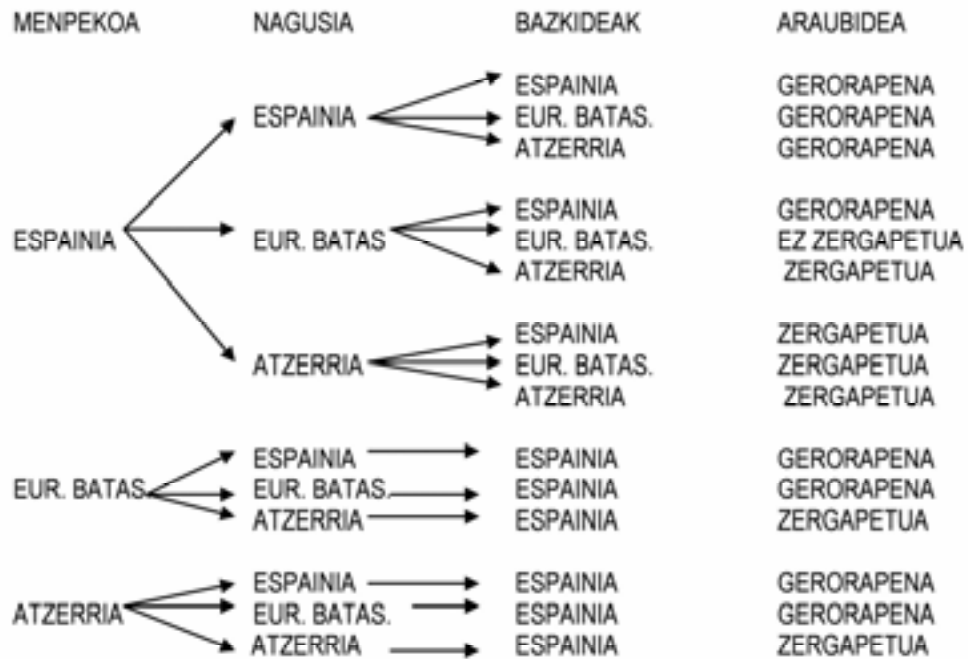 MENPEKOA NAGUSIA BAZKIDEAK ARAUBIDEA
ESPAINIA GERORAPENA
ESPAINIA EUR. BATAS. GERORAPENA
ATZERRIA GERORAPENA
ESPAINIA GERORAPENA
ESPAINIA EUR. BATAS EUR. BATAS. EZ ZERGAPETUA
ATZERRIA ZERGAPETUA
ESPAINIA ZERGAPETUA
ATZERRIA EUR. BATAS. ZERGAPETUA
ATZERRIA ZERGAPETUA
ESPAINIA ESPAINIA GERORAPENA
EUR. BATAS. EUR. BATAS. ESPAINIA GERORAPENA
ATZERRIA ESPAINIA ZERGAPETUA
ESPAINIA ESPAINIA GERORAPENA
ATZERRIA EUR. BATAS. ESPAINIA GERORAPENA
ATZERRIA ESPAINIA ZERGAPETUA